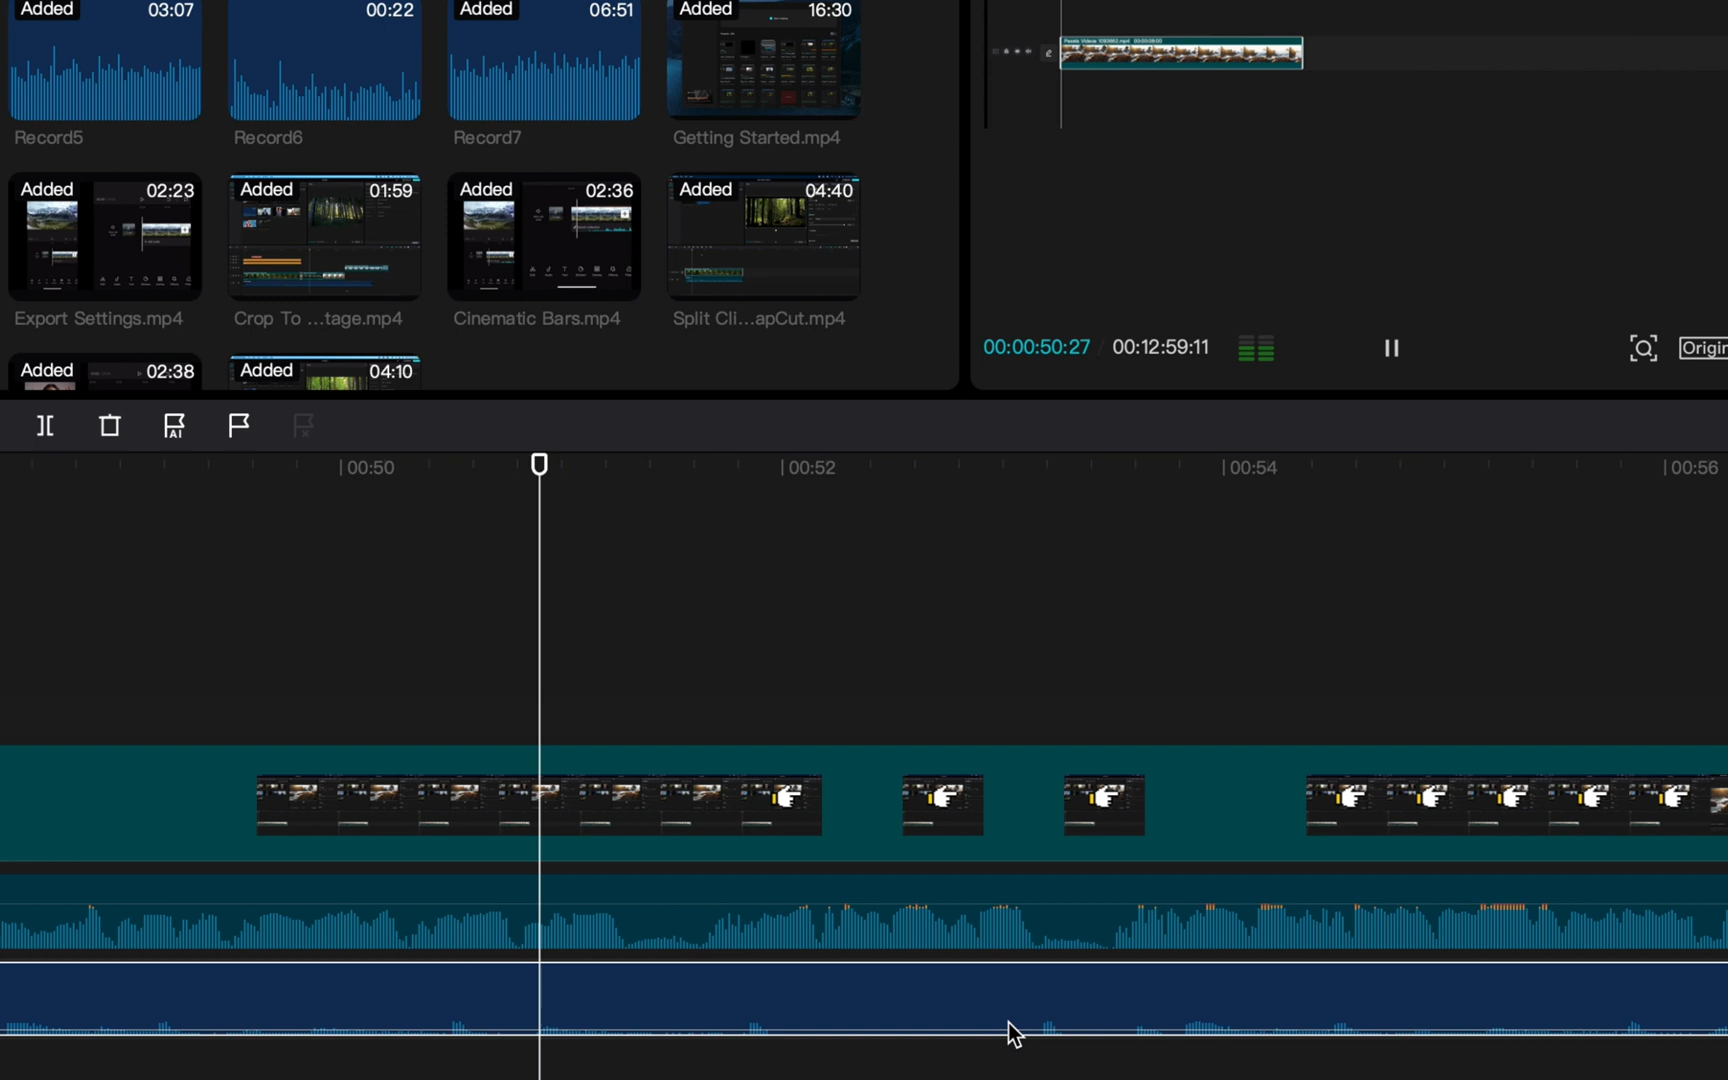 Added 03:07
Added 00:22
Added 06:51
Added 16:30
Record5
Record6
Record7
Getting Started.mp4
Added 02:23
Added 01:59
Added 02:36
Added 04:40
Export Settings.mp4
Crop To ...tage.mp4
Cinematic Bars.mp4
Split Cli...apCut.mp4
Added 02:38
Added 04:10
00:00:50:27 / 00:12:59:11
Origin
AI
00:50
00:52
00:54
00:56